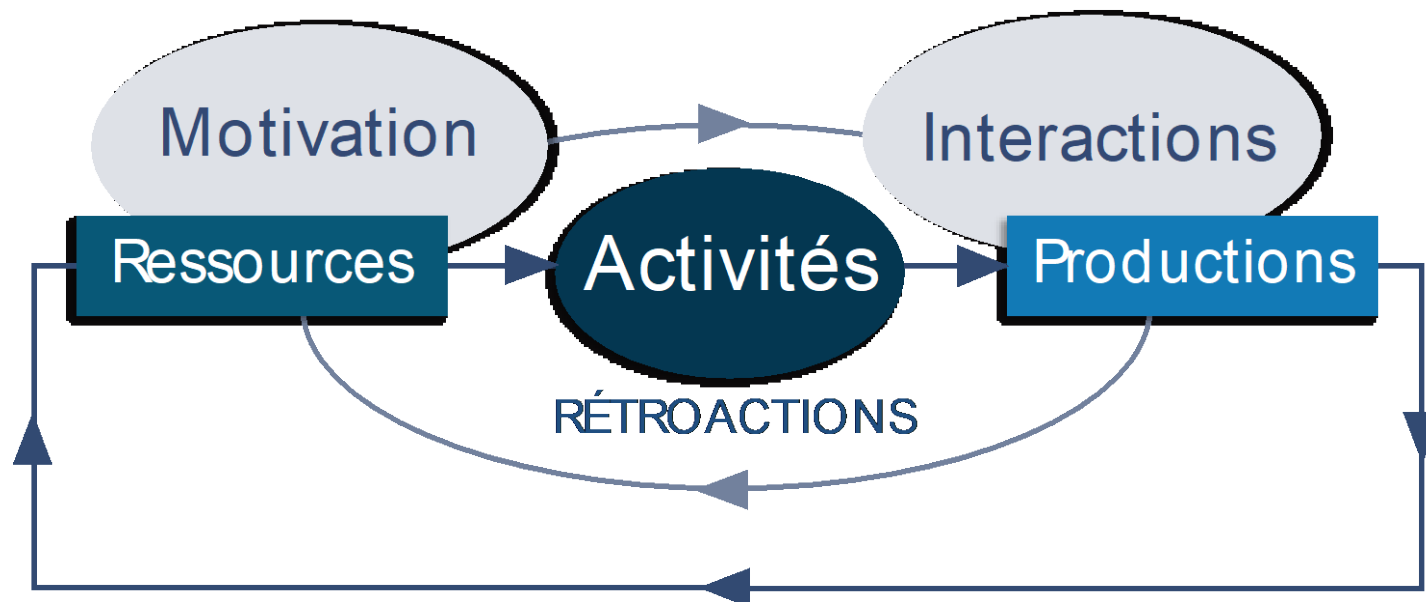 Motivation
Interactions
Ressources
Activités
Productions
RÉTROACTIONS